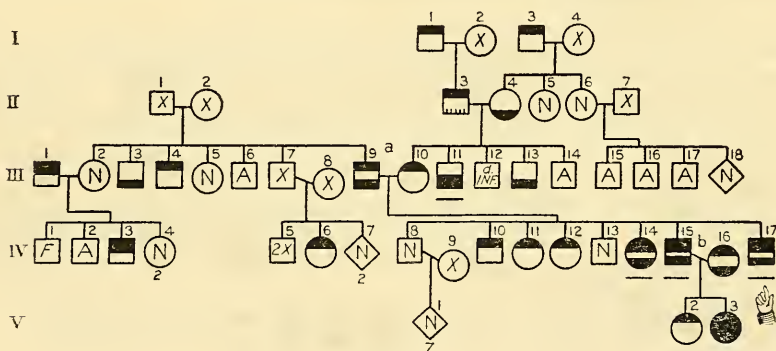 1 2 3 4
I X X
1 2 3 4 5 6 7
II X X N N X
1 2 3 4 5 6 7 8 9 a 10 11 12 13 14 15 16 17 18
III N N A X X d. INF A A A A N
1 2 3 4 5 6 7 8 9 10 11 12 13 14 15 b 16 17
IV F A N 2X N N X N
2 2
1 2 3
V N
7